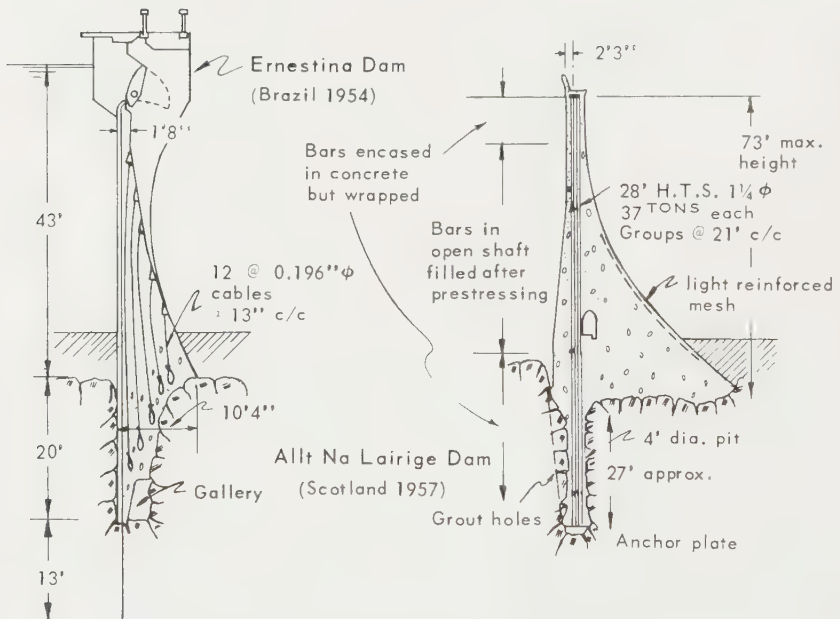 Ernestina Dam
(Brazil 1954)
1'8"
43'
12 @ 0.196"φ
cables
: 13" c/c
10'4"
20'
Gallery
13'
Allt Na Lairige Dam
(Scotland 1957)
Bars encased
in concrete
but wrapped
Bars in
open shaft
filled after
prestressing
2'3"
73' max.
height
28' H.T.S. 1¼ φ
37 TONS each
Groups @ 21' c/c
light reinforced
mesh
4' dia. pit
27' approx.
Grout holes
Anchor plate